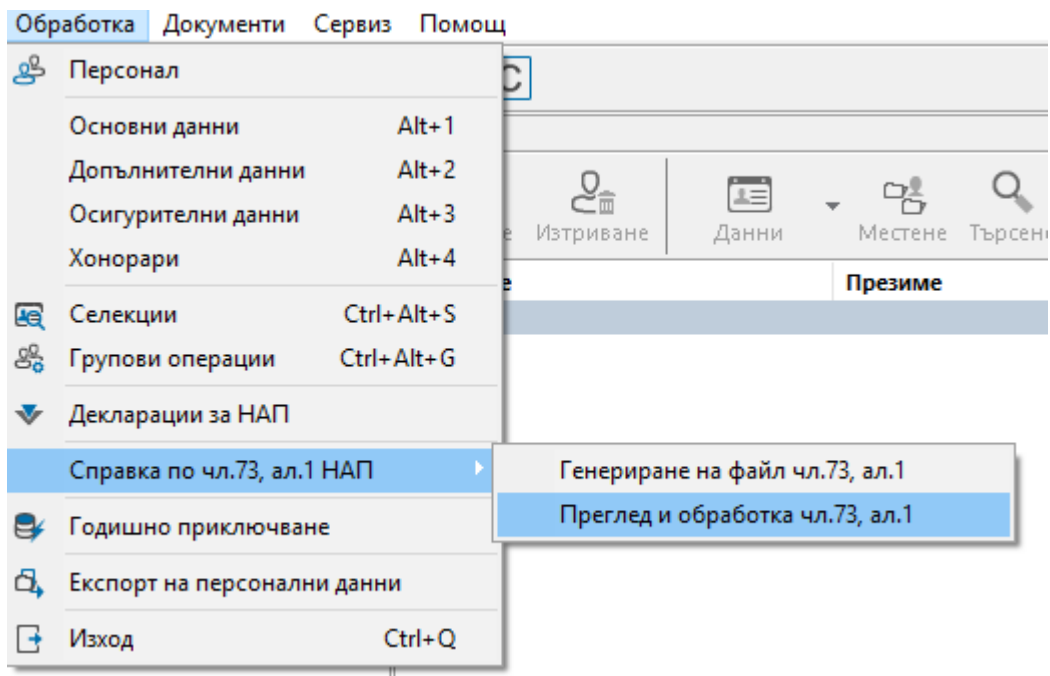 Обработка Документи Сервиз Помощ
Персонал
Основни данни Alt+1
Допълнителни данни Alt+2
Осигурителни данни Alt+3
Хонорари Alt+4
Селекции Ctrl+Alt+S
Групови операции Ctrl+Alt+G
Декларации за НАП
Справка по чл.73, ал.1 НАП
Генериране на файл чл.73, ал.1
Преглед и обработка чл.73, ал.1
Годишно приключване
Експорт на персонални данни
Изход Ctrl+Q
Изтриване Данни Местене
Презиме